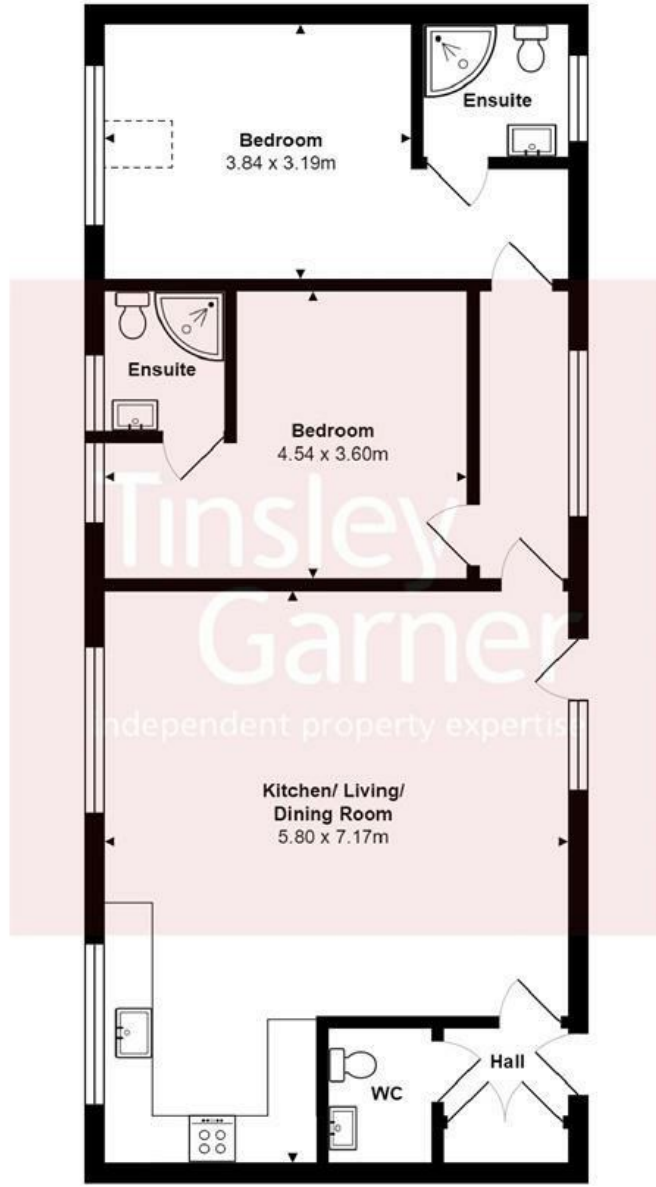 Ensuite
Bedroom
3.84 x 3.19m
Ensuite
Bedroom
4.54 x 3.60m
Tinsley
Garner
independent property expertise
Kitchen/ Living/
Dining Room
5.80 x 7.17m
Hall
WC